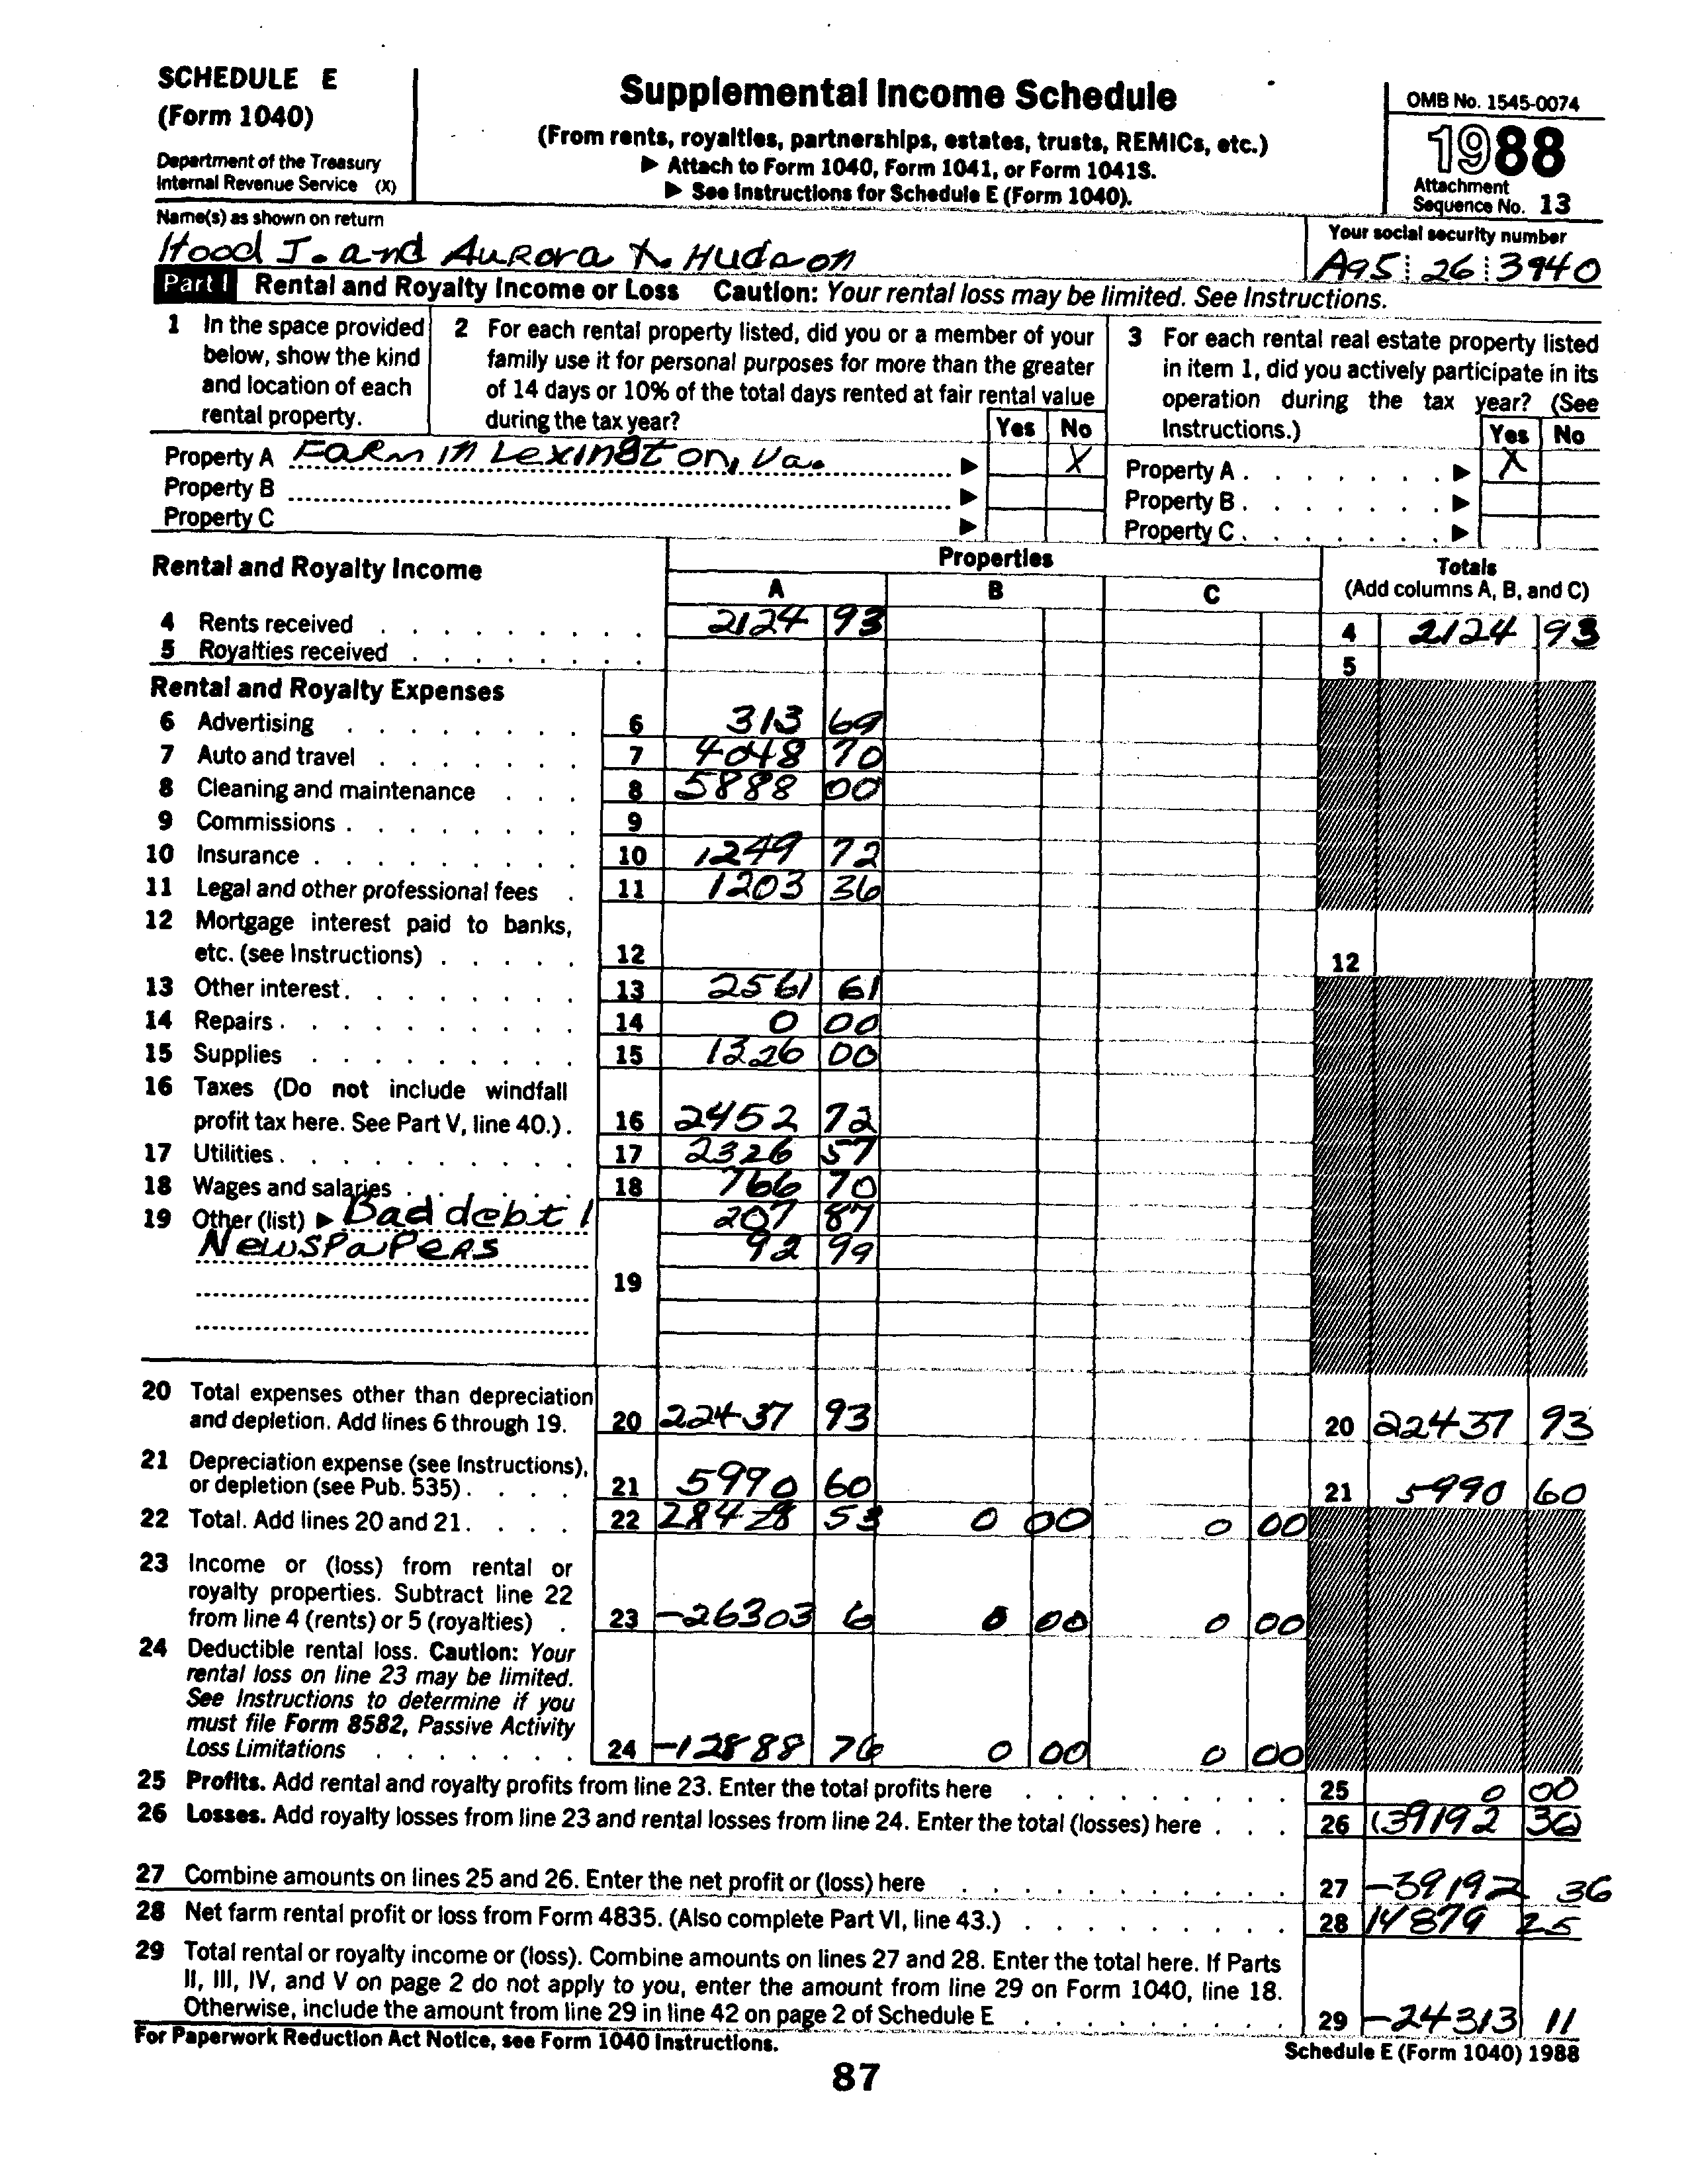 SCHEDULE E
(Form 1040)
Department of the Treasury
Internal Revenue Service (X)
Supplemental Income Schedule
(From rents, royalties, partnerships, estates, trusts, REMICs, etc.)
▶ Attach to Form 1040, Form 1041, or Form 1041S.
▶ See Instructions for Schedule E (Form 1040).
OMB No. 1545-0074
1988
Attachment
Sequence No. 13
Name(s) as shown on return
Hood J. and Aurora X. Hudson
Your social security number
A95 26 3940
Part I Rental and Royalty Income or Loss Caution: Your rental loss may be limited. See Instructions.
1 In the space provided
below, show the kind
and location of each
rental property.
2 For each rental property listed, did you or a member of your
family use it for personal purposes for more than the greater
of 14 days or 10% of the total days rented at fair rental value
during the tax year?
Yes No
3 For each rental real estate property listed
in item 1, did you actively participate in its
operation during the tax year? (See
Instructions.)
Yes No
Property A Farm in Lexington, Va. ▶ X
Property B ▶
Property C ▶
Property A ▶ X
Property B ▶
Property C ▶
Rental and Royalty Income
Properties
A B C
Totals
(Add columns A, B, and C)
4 Rents received 2124 93 4 2124 93
5 Royalties received 5
Rental and Royalty Expenses
6 Advertising 6 313 69
7 Auto and travel 7 4048 70
8 Cleaning and maintenance 8 5888 00
9 Commissions 9
10 Insurance 10 1249 72
11 Legal and other professional fees 11 1203 36
12 Mortgage interest paid to banks,
etc. (see Instructions) 12 12
13 Other interest 13 2561 61
14 Repairs 14 0 00
15 Supplies 15 1326 00
16 Taxes (Do not include windfall
profit tax here. See Part V, line 40.) 16 2452 72
17 Utilities 17 2326 57
18 Wages and salaries 18 766 70
19 Other (list) ▶ Bad debt 1 207 87
Newspapers 92 99
19
20 Total expenses other than depreciation
and depletion. Add lines 6 through 19. 20 22437 93 20 22437 93
21 Depreciation expense (see Instructions),
or depletion (see Pub. 535) 21 5990 60 21 5990 60
22 Total. Add lines 20 and 21 22 28428 53 0 00 0 00
23 Income or (loss) from rental or
royalty properties. Subtract line 22
from line 4 (rents) or 5 (royalties) 23 -26303 6 0 00 0 00
24 Deductible rental loss. Caution: Your
rental loss on line 23 may be limited.
See Instructions to determine if you
must file Form 8582, Passive Activity
Loss Limitations 24 -12888 76 0 00 0 00
25 Profits. Add rental and royalty profits from line 23. Enter the total profits here 25 0 00
26 Losses. Add royalty losses from line 23 and rental losses from line 24. Enter the total (losses) here 26 (39192 36)
27 Combine amounts on lines 25 and 26. Enter the net profit or (loss) here 27 -39192 36
28 Net farm rental profit or loss from Form 4835. (Also complete Part VI, line 43.) 28 14879 25
29 Total rental or royalty income or (loss). Combine amounts on lines 27 and 28. Enter the total here. If Parts
II, III, IV, and V on page 2 do not apply to you, enter the amount from line 29 on Form 1040, line 18.
Otherwise, include the amount from line 29 in line 42 on page 2 of Schedule E 29 -24313 11
For Paperwork Reduction Act Notice, see Form 1040 Instructions.
Schedule E (Form 1040) 1988
87